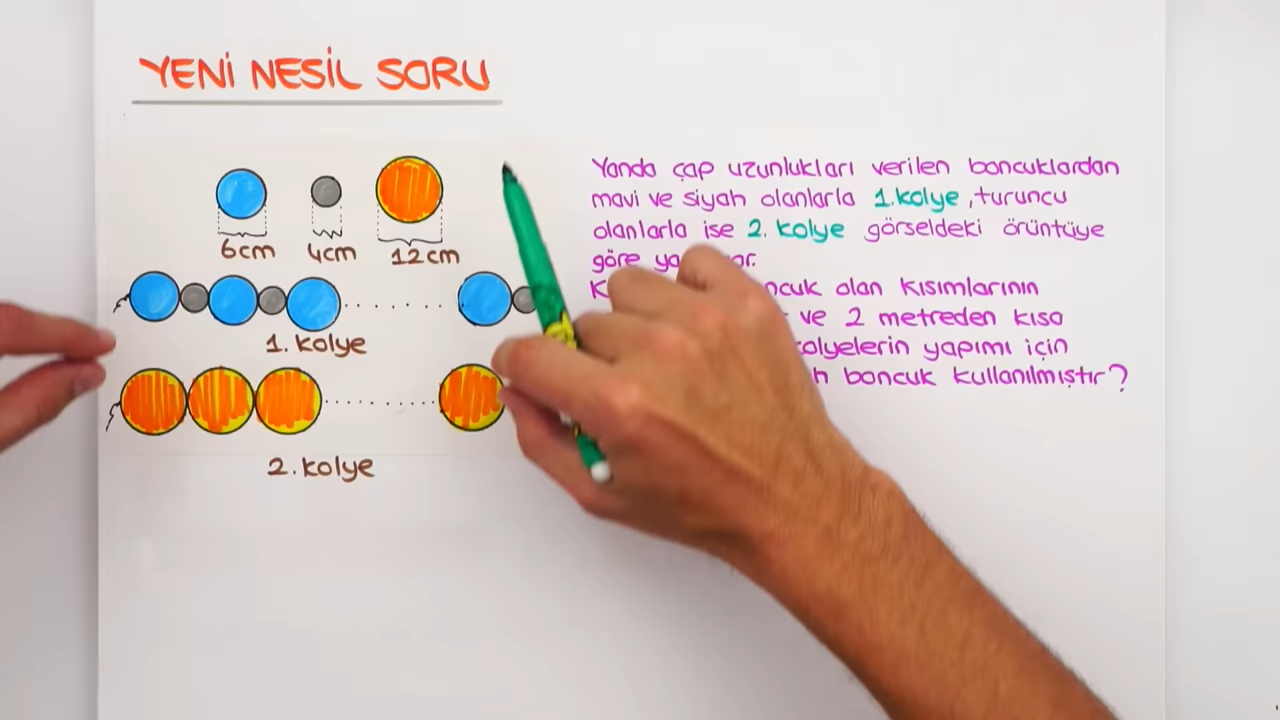 YENİ NESİL SORU
6cm 4cm 12cm
1. kolye
2. kolye
Yanda çap uzunlukları verilen boncuklardan
mavi ve siyah olanlarla 1.kolye, turuncu
olanlarla ise 2. kolye görseldeki örüntüye
göre
olan kısımlarının
ve 2 metreden kısa
yapımı için
boncuk kullanılmıştır?